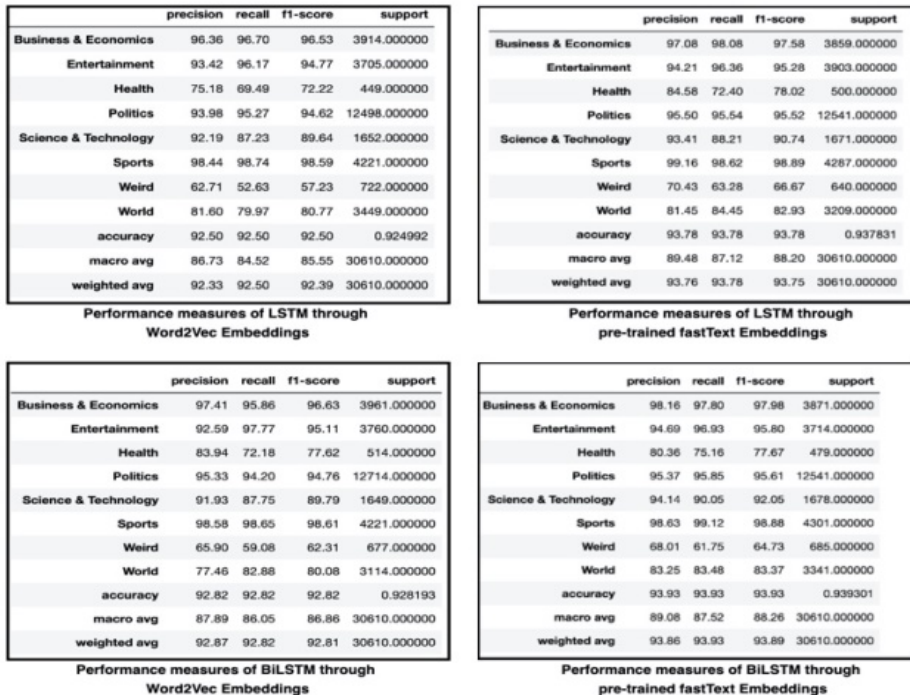 precision recall f1-score support
Business & Economics 96.36 96.70 96.53 3914.000000
Entertainment 93.42 96.17 94.77 3705.000000
Health 75.18 69.49 72.22 449.000000
Politics 93.98 95.27 94.62 12498.000000
Science & Technology 92.19 87.23 89.64 1652.000000
Sports 98.44 98.74 98.59 4221.000000
Weird 62.71 52.63 57.23 722.000000
World 81.60 79.97 80.77 3449.000000
accuracy 92.50 92.50 92.50 0.924992
macro avg 86.73 84.52 85.55 30610.000000
weighted avg 92.33 92.50 92.39 30610.000000
Performance measures of LSTM through
Word2Vec Embeddings
precision recall f1-score support
Business & Economics 97.08 98.08 97.58 3859.000000
Entertainment 94.21 96.36 95.28 3903.000000
Health 84.58 72.40 78.02 500.000000
Politics 95.50 95.54 95.52 12541.000000
Science & Technology 93.41 88.21 90.74 1671.000000
Sports 99.16 98.62 98.89 4287.000000
Weird 70.43 63.28 66.67 640.000000
World 81.45 84.45 82.93 3209.000000
accuracy 93.78 93.78 93.78 0.937831
macro avg 89.48 87.12 88.20 30610.000000
weighted avg 93.76 93.78 93.75 30610.000000
Performance measures of LSTM through
pre-trained fastText Embeddings
precision recall f1-score support
Business & Economics 97.41 95.86 96.63 3961.000000
Entertainment 92.59 97.77 95.11 3760.000000
Health 83.94 72.18 77.62 514.000000
Politics 95.33 94.20 94.76 12714.000000
Science & Technology 91.93 87.75 89.79 1649.000000
Sports 98.58 98.65 98.61 4221.000000
Weird 65.90 59.08 62.31 677.000000
World 77.46 82.88 80.08 3114.000000
accuracy 92.82 92.82 92.82 0.928193
macro avg 87.89 86.05 86.86 30610.000000
weighted avg 92.87 92.82 92.81 30610.000000
Performance measures of BiLSTM through
Word2Vec Embeddings
precision recall f1-score support
Business & Economics 98.16 97.80 97.98 3871.000000
Entertainment 94.69 96.93 95.80 3714.000000
Health 80.36 75.16 77.67 479.000000
Politics 95.37 95.85 95.61 12541.000000
Science & Technology 94.14 90.05 92.05 1678.000000
Sports 98.63 99.12 98.88 4301.000000
Weird 68.01 61.75 64.73 685.000000
World 83.25 83.48 83.37 3341.000000
accuracy 93.93 93.93 93.93 0.939301
macro avg 89.08 87.52 88.26 30610.000000
weighted avg 93.86 93.93 93.89 30610.000000
Performance measures of BiLSTM through
pre-trained fastText Embeddings